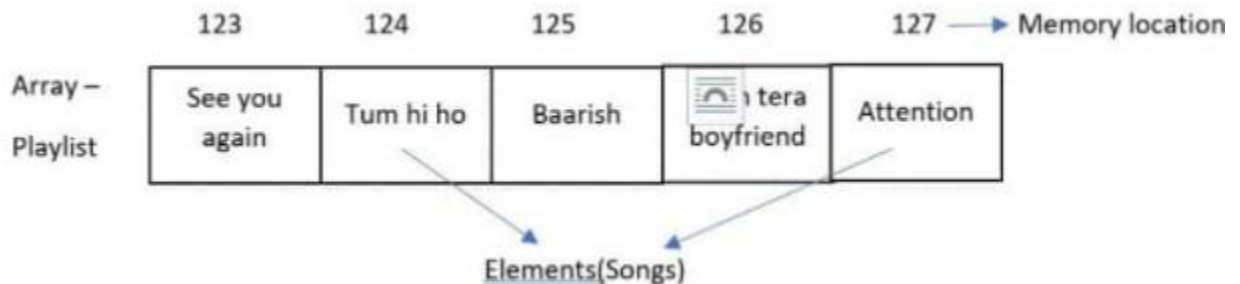 123 124 125 126 127 Memory location
Array –
Playlist
See you
again
Tum hi ho
Baarish
tera
boyfriend
Attention
Elements(Songs)